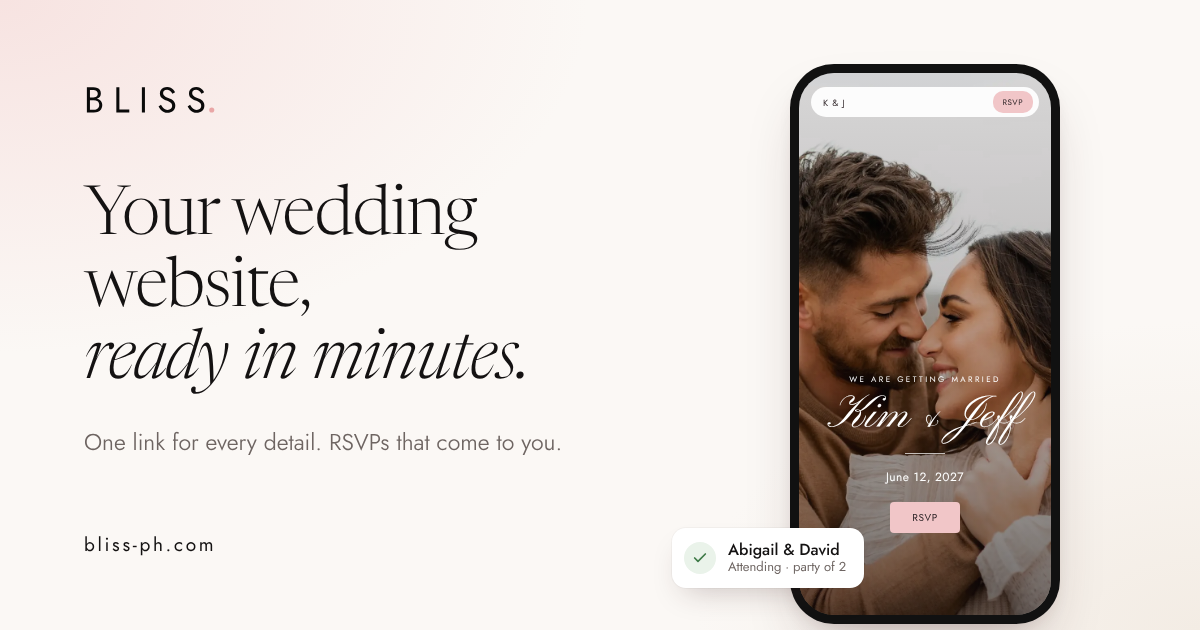 BLISS.
Your wedding
website,
ready in minutes.
One link for every detail. RSVPs that come to you.
bliss-ph.com
K & J
RSVP
WE ARE GETTING MARRIED
Kim & Jeff
June 12, 2027
RSVP
Abigail & David
Attending · party of 2